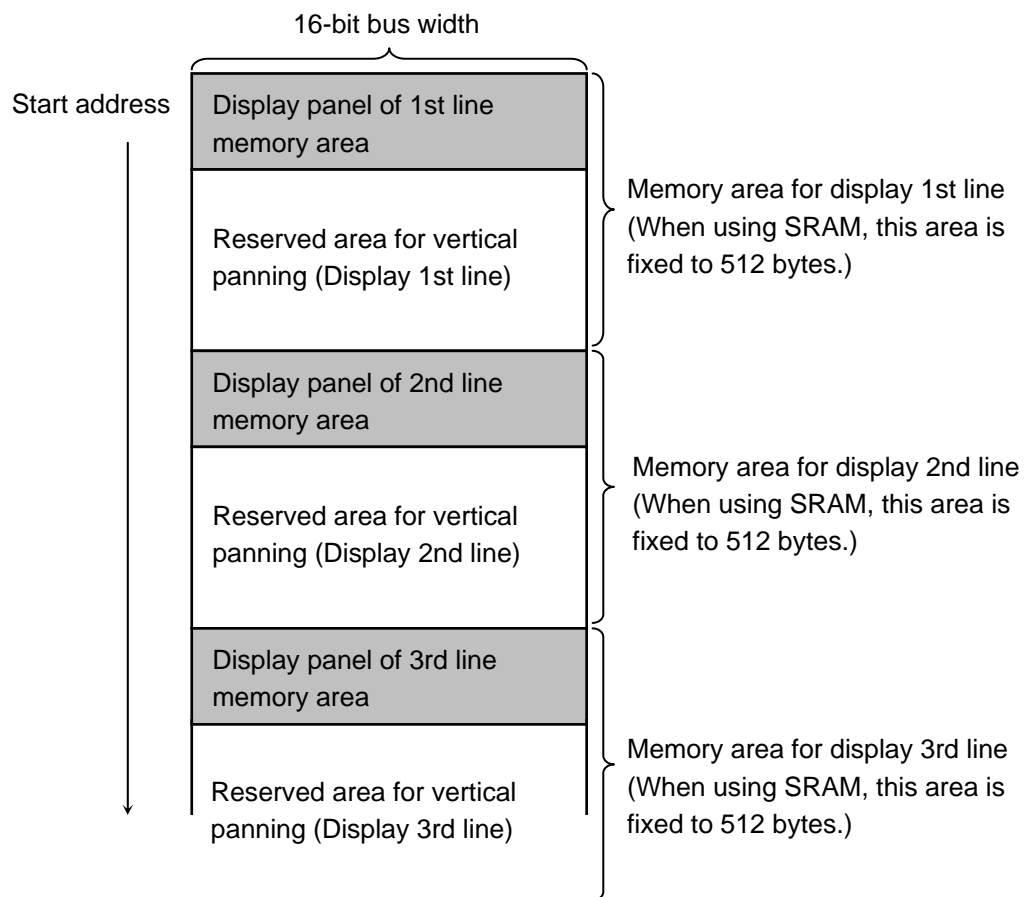 16-bit bus width
Start address
Display panel of 1st line
memory area
Reserved area for vertical
panning (Display 1st line)
Memory area for display 1st line
(When using SRAM, this area is
fixed to 512 bytes.)
Display panel of 2nd line
memory area
Reserved area for vertical
panning (Display 2nd line)
Memory area for display 2nd line
(When using SRAM, this area is
fixed to 512 bytes.)
Display panel of 3rd line
memory area
Reserved area for vertical
panning (Display 3rd line)
Memory area for display 3rd line
(When using SRAM, this area is
fixed to 512 bytes.)